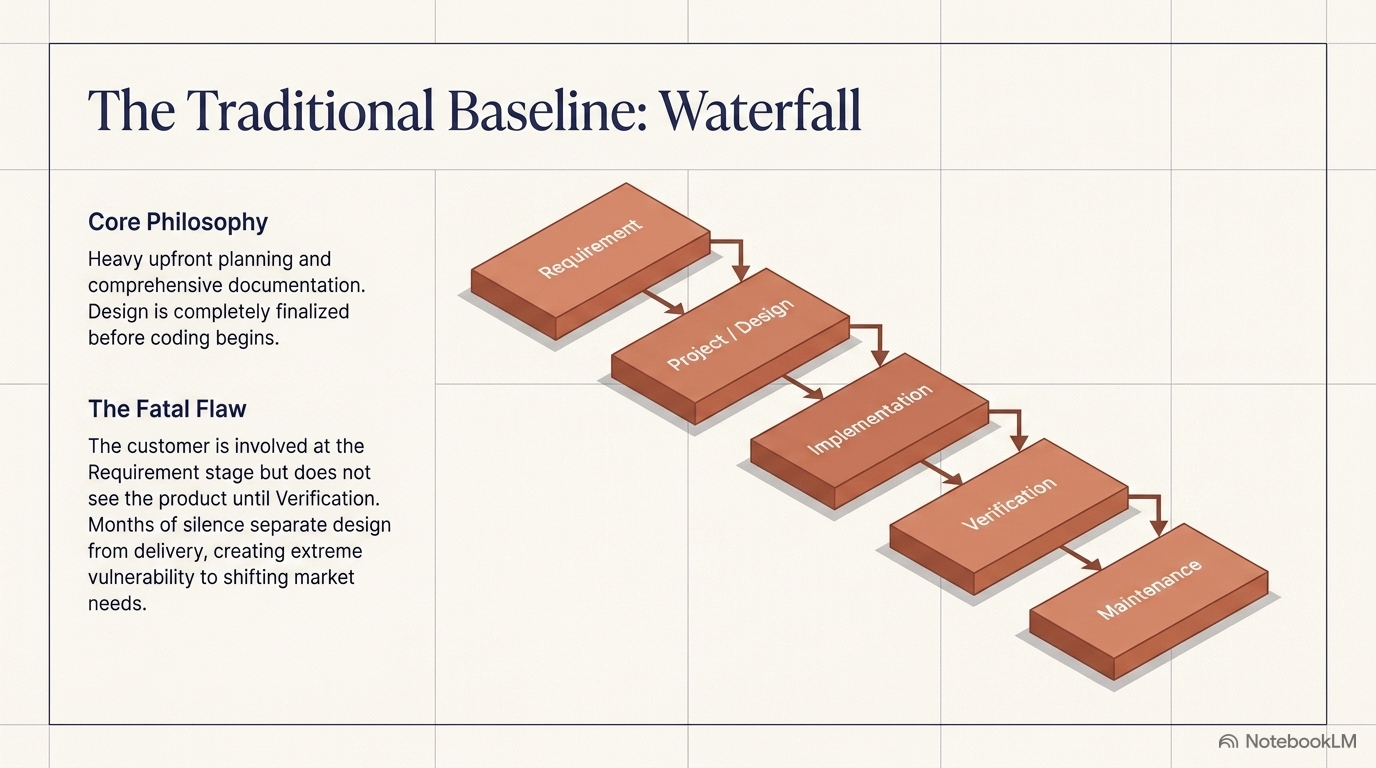 The Traditional Baseline: Waterfall
Core Philosophy
Heavy upfront planning and
comprehensive documentation.
Design is completely finalized
before coding begins.
The Fatal Flaw
The customer is involved at the
Requirement stage but does not
see the product until Verification.
Months of silence separate design
from delivery, creating extreme
vulnerability to shifting market
needs.
Requirement
Project / Design
Implementation
Verification
Maintenance
NotebookLM